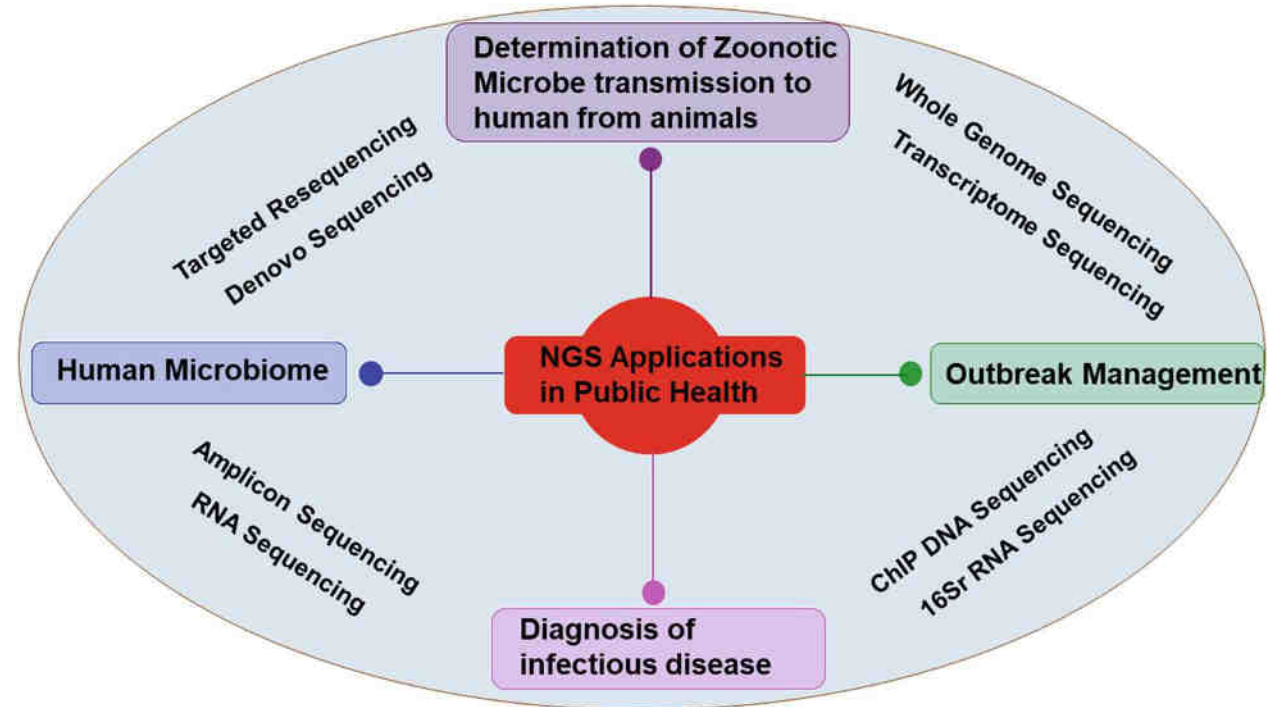 Determination of Zoonotic
Microbe transmission to
human from animals
Targeted Resequencing
Denovo Sequencing
Whole Genome Sequencing
Transcriptome Sequencing
Human Microbiome
NGS Applications
in Public Health
Outbreak Management
Amplicon Sequencing
RNA Sequencing
ChIP DNA Sequencing
16Sr RNA Sequencing
Diagnosis of
infectious disease